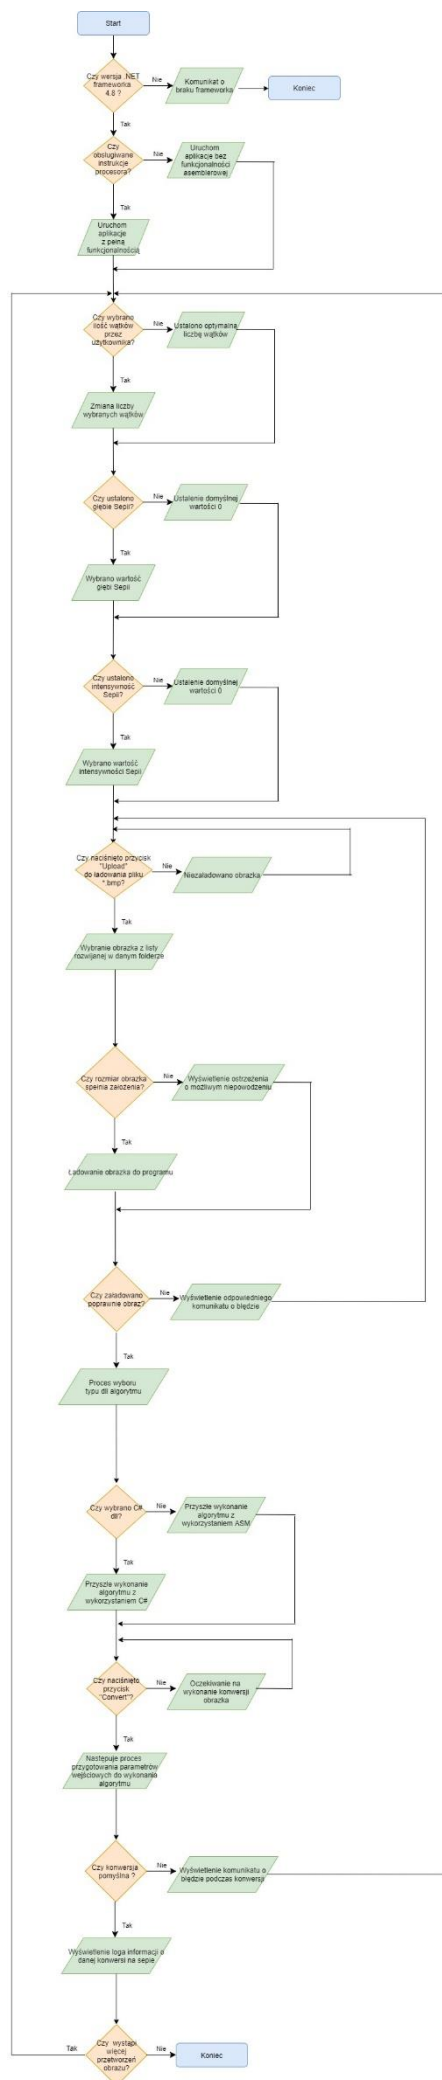 Start
Czy wersja .NET
frameworka
4.8 ?
Nie
Komunikat o
braku frameworka
Koniec
Tak
Czy
obsługiwane
instrukcje
procesora?
Nie
Uruchom
aplikacje bez
funkcjonalności
asemblerowej
Tak
Uruchom
aplikacje
z pełną
funkcjonalnością
Czy wybrano
ilość wątków
przez
użytkownika?
Nie
Ustalono optymalną
liczbę wątków
Tak
Zmiana liczby
wybranych wątków
Czy ustalono
głębie Sepii?
Nie
Ustalenie domyślnej
wartości 0
Tak
Wybrano wartość
głębi Sepii
Czy ustalono
intensywność
Sepii?
Nie
Ustalenie domyślnej
wartości 0
Tak
Wybrano wartość
intensywności Sepii
Czy naciśnięto przycisk
"Upload"
do ładowania pliku
*.bmp?
Nie
Niezaładowano obrazka
Tak
Wybranie obrazka z listy
rozwijanej w danym folderze
Czy rozmiar obrazka
spełnia założenia?
Nie
Wyświetlenie ostrzeżenia
o możliwym niepowodzeniu
Tak
Ładowanie obrazka do programu
Czy załadowano
poprawnie obraz?
Nie
Wyświetlenie odpowiedniego
komunikatu o błędzie
Tak
Proces wyboru
typu dll algorytmu
Czy wybrano C#
dll?
Nie
Przyszłe wykonanie
algorytmu z
wykorzystaniem ASM
Tak
Przyszłe wykonanie
algorytmu z
wykorzystaniem C#
Czy naciśnięto
przycisk
"Convert"?
Nie
Oczekiwanie na
wykonanie konwersji
obrazka
Tak
Następuje proces
przygotowania parametrów
wejściowych do wykonania
algorytmu
Czy konwersja
pomyślna ?
Nie
Wyświetlenie komunikatu o
błędzie podczas konwersji
Tak
Wyświetlenie loga informacji o
danej konwersi na sepie
Tak
Czy wystąpi
więcej
przetworzeń
obrazu?
Nie
Koniec